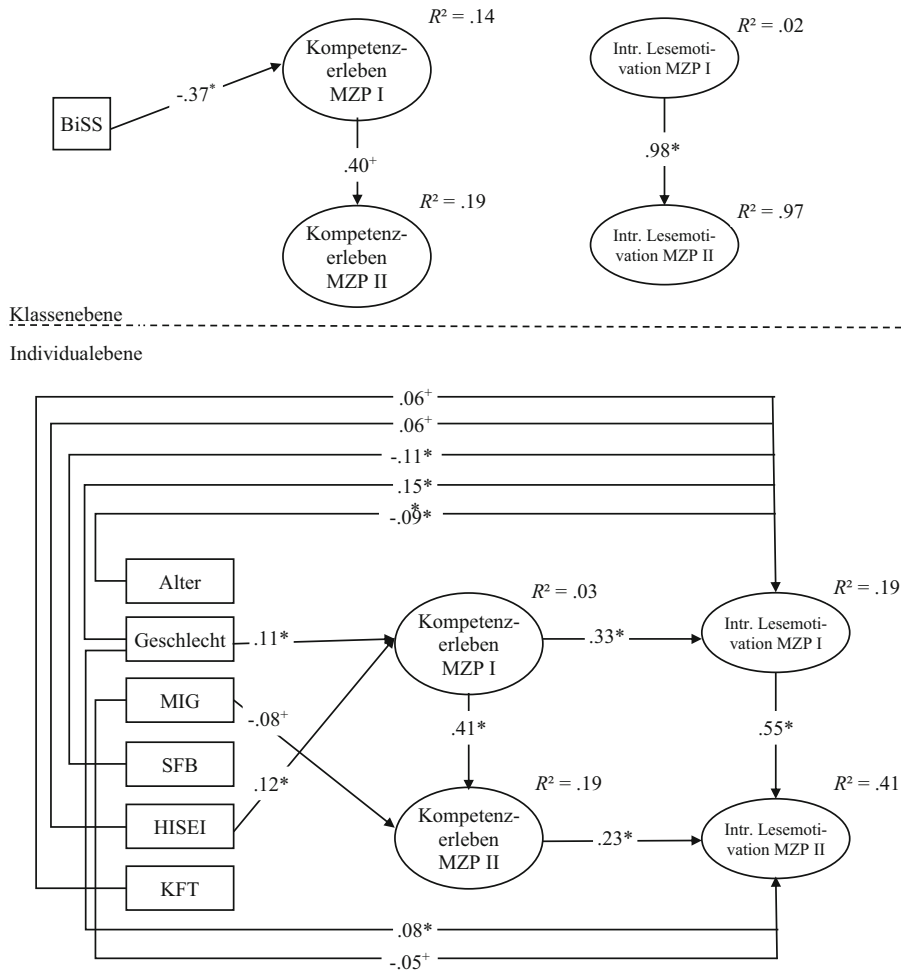 R² = .14
R² = .02
Kompetenz-
erleben
MZP I
Intr. Lesemoti-
vation MZP I
-.37*
BiSS
.40+
.98*
R² = .19
R² = .97
Kompetenz-
erleben
MZP II
Intr. Lesemoti-
vation MZP II
Klassenebene
Individualebene
.06+
.06+
-.11*
.15*
*
-.09*
Alter
R² = .03
R² = .19
Geschlecht
.11*
Kompetenz-
erleben
MZP I
.33*
Intr. Lesemoti-
vation MZP I
MIG
-.08+
.41*
.55*
SFB
.12*
R² = .19
R² = .41
HISEI
Kompetenz-
erleben
MZP II
.23*
Intr. Lesemoti-
vation MZP II
KFT
.08*
-.05+